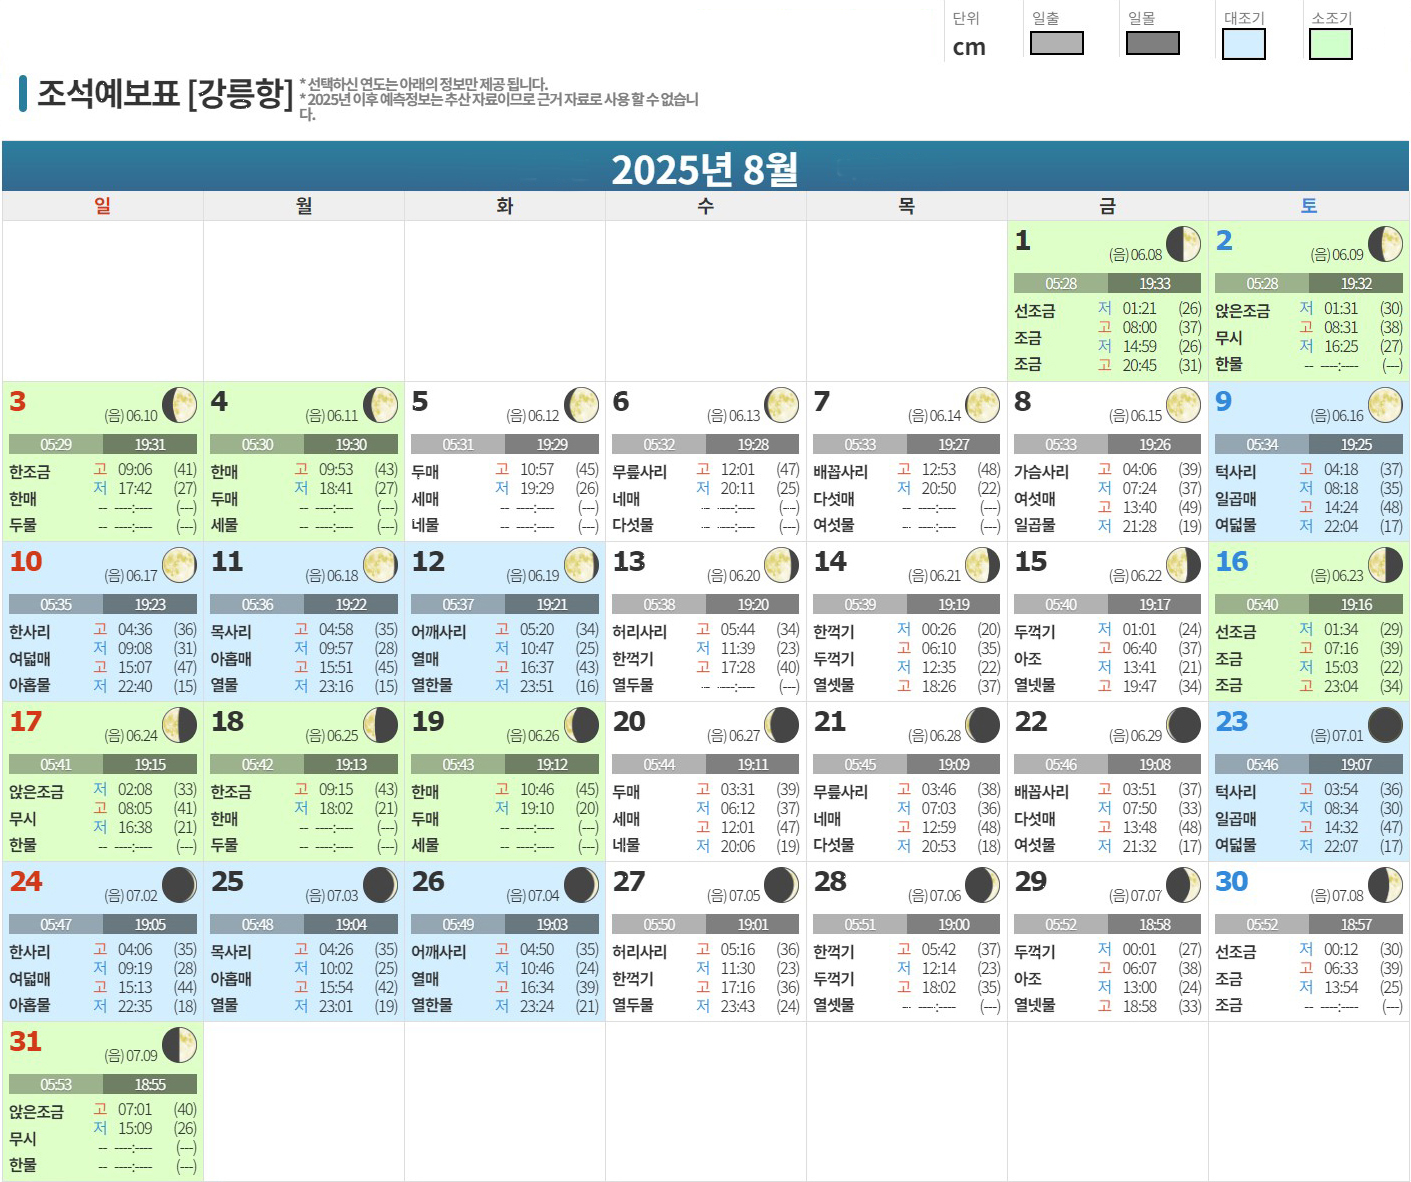 단위 일출 일몰 대조기 소조기
cm
조석예보표 [강릉항]
* 선택하신 연도는 아래의 정보만 제공 됩니다.
* 2025년 이후 예측정보는 추산 자료이므로 근거 자료로 사용 할 수 없습니
다.
2025년 8월
일 월 화 수 목 금 토
1 (음) 06.08
05:28 19:33
선조금 조금 조금
저 01:21 (26)
고 08:00 (37)
저 14:59 (26)
고 20:45 (31)
2 (음) 06.09
05:28 19:32
앉은조금 무시 한물
저 01:31 (30)
고 08:31 (38)
저 16:25 (27)
-- ----:---- (---)
3 (음) 06.10
05:29 19:31
한조금 한매 두물
고 09:06 (41)
저 17:42 (27)
-- ----:---- (---)
-- ----:---- (---)
4 (음) 06.11
05:30 19:30
한매 두매 세물
고 09:53 (43)
저 18:41 (27)
-- ----:---- (---)
-- ----:---- (---)
5 (음) 06.12
05:31 19:29
두매 세매 네물
고 10:57 (45)
저 19:29 (26)
-- ----:---- (---)
-- ----:---- (---)
6 (음) 06.13
05:32 19:28
무릎사리 네매 다섯물
고 12:01 (47)
저 20:11 (25)
-- ----:---- (---)
-- ----:---- (---)
7 (음) 06.14
05:33 19:27
배꼽사리 다섯매 여섯물
고 12:53 (48)
저 20:50 (22)
-- ----:---- (---)
-- ----:---- (---)
8 (음) 06.15
05:33 19:26
가슴사리 여섯매 일곱물
고 04:06 (39)
저 07:24 (37)
고 13:40 (49)
저 21:28 (19)
9 (음) 06.16
05:34 19:25
턱사리 일곱매 여덟물
고 04:18 (37)
저 08:18 (35)
고 14:24 (48)
저 22:04 (17)
10 (음) 06.17
05:35 19:23
한사리 여덟매 아홉물
고 04:36 (36)
저 09:08 (31)
고 15:07 (47)
저 22:40 (15)
11 (음) 06.18
05:36 19:22
목사리 아홉매 열물
고 04:58 (35)
저 09:57 (28)
고 15:51 (45)
저 23:16 (15)
12 (음) 06.19
05:37 19:21
어깨사리 열매 열한물
고 05:20 (34)
저 10:47 (25)
고 16:37 (43)
저 23:51 (16)
13 (음) 06.20
05:38 19:20
허리사리 한꺽기 열두물
고 05:44 (34)
저 11:39 (23)
고 17:28 (40)
-- ----:---- (---)
14 (음) 06.21
05:39 19:19
한꺽기 두꺽기 열셋물
저 00:26 (20)
고 06:10 (35)
저 12:35 (22)
고 18:26 (37)
15 (음) 06.22
05:40 19:17
두꺽기 아조 열넷물
저 01:01 (24)
고 06:40 (37)
저 13:41 (21)
고 19:47 (34)
16 (음) 06.23
05:40 19:16
선조금 조금 조금
저 01:34 (29)
고 07:16 (39)
저 15:03 (22)
고 23:04 (34)
17 (음) 06.24
05:41 19:15
앉은조금 무시 한물
저 02:08 (33)
고 08:05 (41)
저 16:38 (21)
-- ----:---- (---)
18 (음) 06.25
05:42 19:13
한조금 한매 두물
고 09:15 (43)
저 18:02 (21)
-- ----:---- (---)
-- ----:---- (---)
19 (음) 06.26
05:43 19:12
한매 두매 세물
고 10:46 (45)
저 19:10 (20)
-- ----:---- (---)
-- ----:---- (---)
20 (음) 06.27
05:44 19:11
두매 세매 네물
고 03:31 (39)
저 06:12 (37)
고 12:01 (47)
저 20:06 (19)
21 (음) 06.28
05:45 19:09
무릎사리 네매 다섯물
고 03:46 (38)
저 07:03 (36)
고 12:59 (48)
저 20:53 (18)
22 (음) 06.29
05:46 19:08
배꼽사리 다섯매 여섯물
고 03:51 (37)
저 07:50 (33)
고 13:48 (48)
저 21:32 (17)
23 (음) 07.01
05:46 19:07
턱사리 일곱매 여덟물
고 03:54 (36)
저 08:34 (30)
고 14:32 (47)
저 22:07 (17)
24 (음) 07.02
05:47 19:05
한사리 여덟매 아홉물
고 04:06 (35)
저 09:19 (28)
고 15:13 (44)
저 22:35 (18)
25 (음) 07.03
05:48 19:04
목사리 아홉매 열물
고 04:26 (35)
저 10:02 (25)
고 15:54 (42)
저 23:01 (19)
26 (음) 07.04
05:49 19:03
어깨사리 열매 열한물
고 04:50 (35)
저 10:46 (24)
고 16:34 (39)
저 23:24 (21)
27 (음) 07.05
05:50 19:01
허리사리 한꺽기 열두물
고 05:16 (36)
저 11:30 (23)
고 17:16 (36)
저 23:43 (24)
28 (음) 07.06
05:51 19:00
한꺽기 두꺽기 열셋물
고 05:42 (37)
저 12:14 (23)
고 18:02 (35)
-- ----:---- (---)
29 (음) 07.07
05:52 18:58
두꺽기 아조 열넷물
저 00:01 (27)
고 06:07 (38)
저 13:00 (24)
고 18:58 (33)
30 (음) 07.08
05:52 18:57
선조금 조금 조금
저 00:12 (30)
고 06:33 (39)
저 13:54 (25)
-- ----:---- (---)
31 (음) 07.09
05:53 18:55
앉은조금 무시 한물
고 07:01 (40)
저 15:09 (26)
-- ----:---- (---)
-- ----:---- (---)